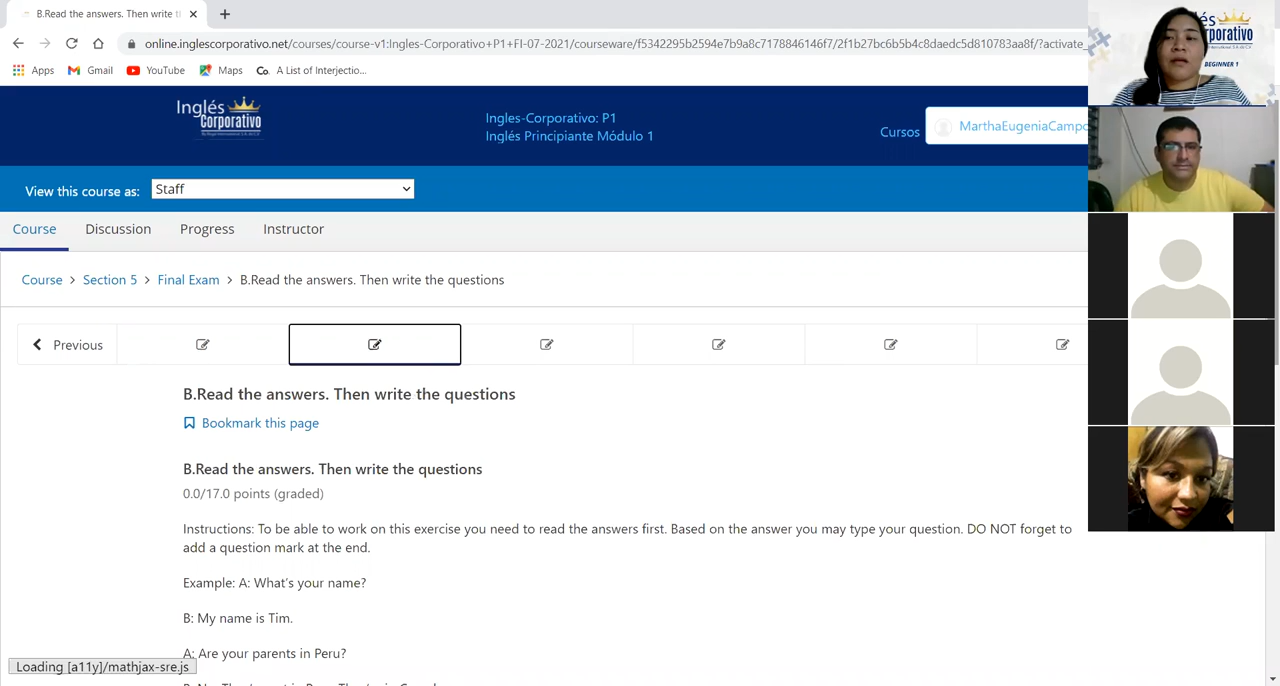 B.Read the answers. Then write t
online.inglescorporativo.net/courses/course-v1:Ingles-Corporativo+P1+FI-07-2021/courseware/f5342295b2594e7b9a8c7178846146f7/2f1b27bc6b5b4c8daedc5d810783aa8f/?activate_
Apps Gmail YouTube Maps Co. A List of Interjectio...
Inglés
Corporativo
Ingles-Corporativo: P1
Inglés Principiante Módulo 1
Cursos
MarthaEugeniaCampo
View this course as: Staff
Course Discussion Progress Instructor
Course > Section 5 > Final Exam > B.Read the answers. Then write the questions
Previous
B.Read the answers. Then write the questions
Bookmark this page
B.Read the answers. Then write the questions
0.0/17.0 points (graded)
Instructions: To be able to work on this exercise you need to read the answers first. Based on the answer you may type your question. DO NOT forget to
add a question mark at the end.
Example: A: What's your name?
B: My name is Tim.
A: Are your parents in Peru?
Loading [a11y]/mathjax-sre.js
BEGINNER 1